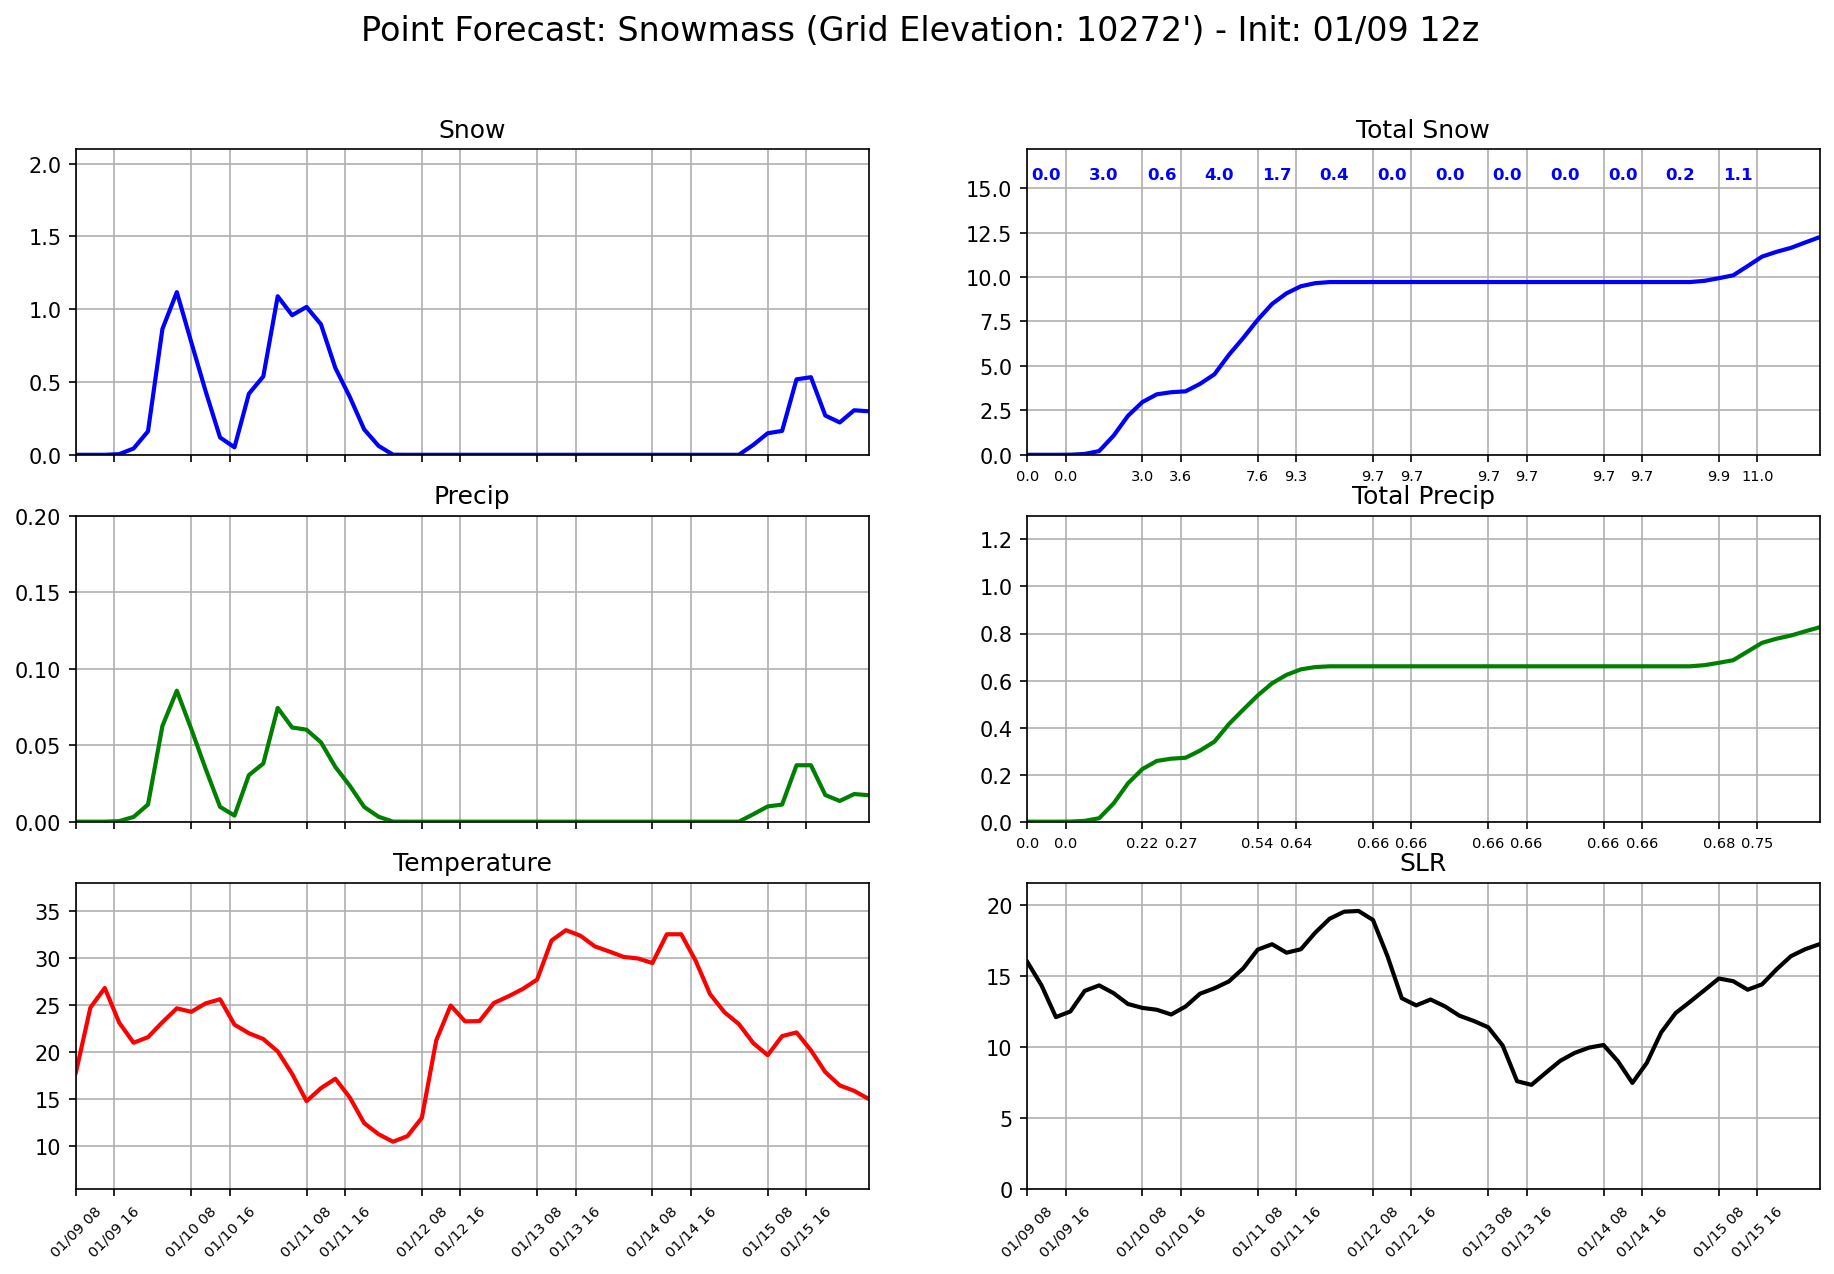 Point Forecast: Snowmass (Grid Elevation: 10272') - Init: 01/09 12z
Snow
2.0
1.5
1.0
0.5
0.0
Total Snow
0.0 3.0 0.6 4.0 1.7 0.4 0.0 0.0 0.0 0.0 0.0 0.2 1.1
15.0
12.5
10.0
7.5
5.0
2.5
0.0
0.0 0.0 3.0 3.6 7.6 9.3 9.7 9.7 9.7 9.7 9.7 9.7 9.9 11.0
Precip
0.20
0.15
0.10
0.05
0.00
Total Precip
1.2
1.0
0.8
0.6
0.4
0.2
0.0
0.0 0.0 0.22 0.27 0.54 0.64 0.66 0.66 0.66 0.66 0.66 0.66 0.68 0.75
Temperature
35
30
25
20
15
10
01/09 08 01/09 16 01/10 08 01/10 16 01/11 08 01/11 16 01/12 08 01/12 16 01/13 08 01/13 16 01/14 08 01/14 16 01/15 08 01/15 16
SLR
20
15
10
5
0
01/09 08 01/09 16 01/10 08 01/10 16 01/11 08 01/11 16 01/12 08 01/12 16 01/13 08 01/13 16 01/14 08 01/14 16 01/15 08 01/15 16